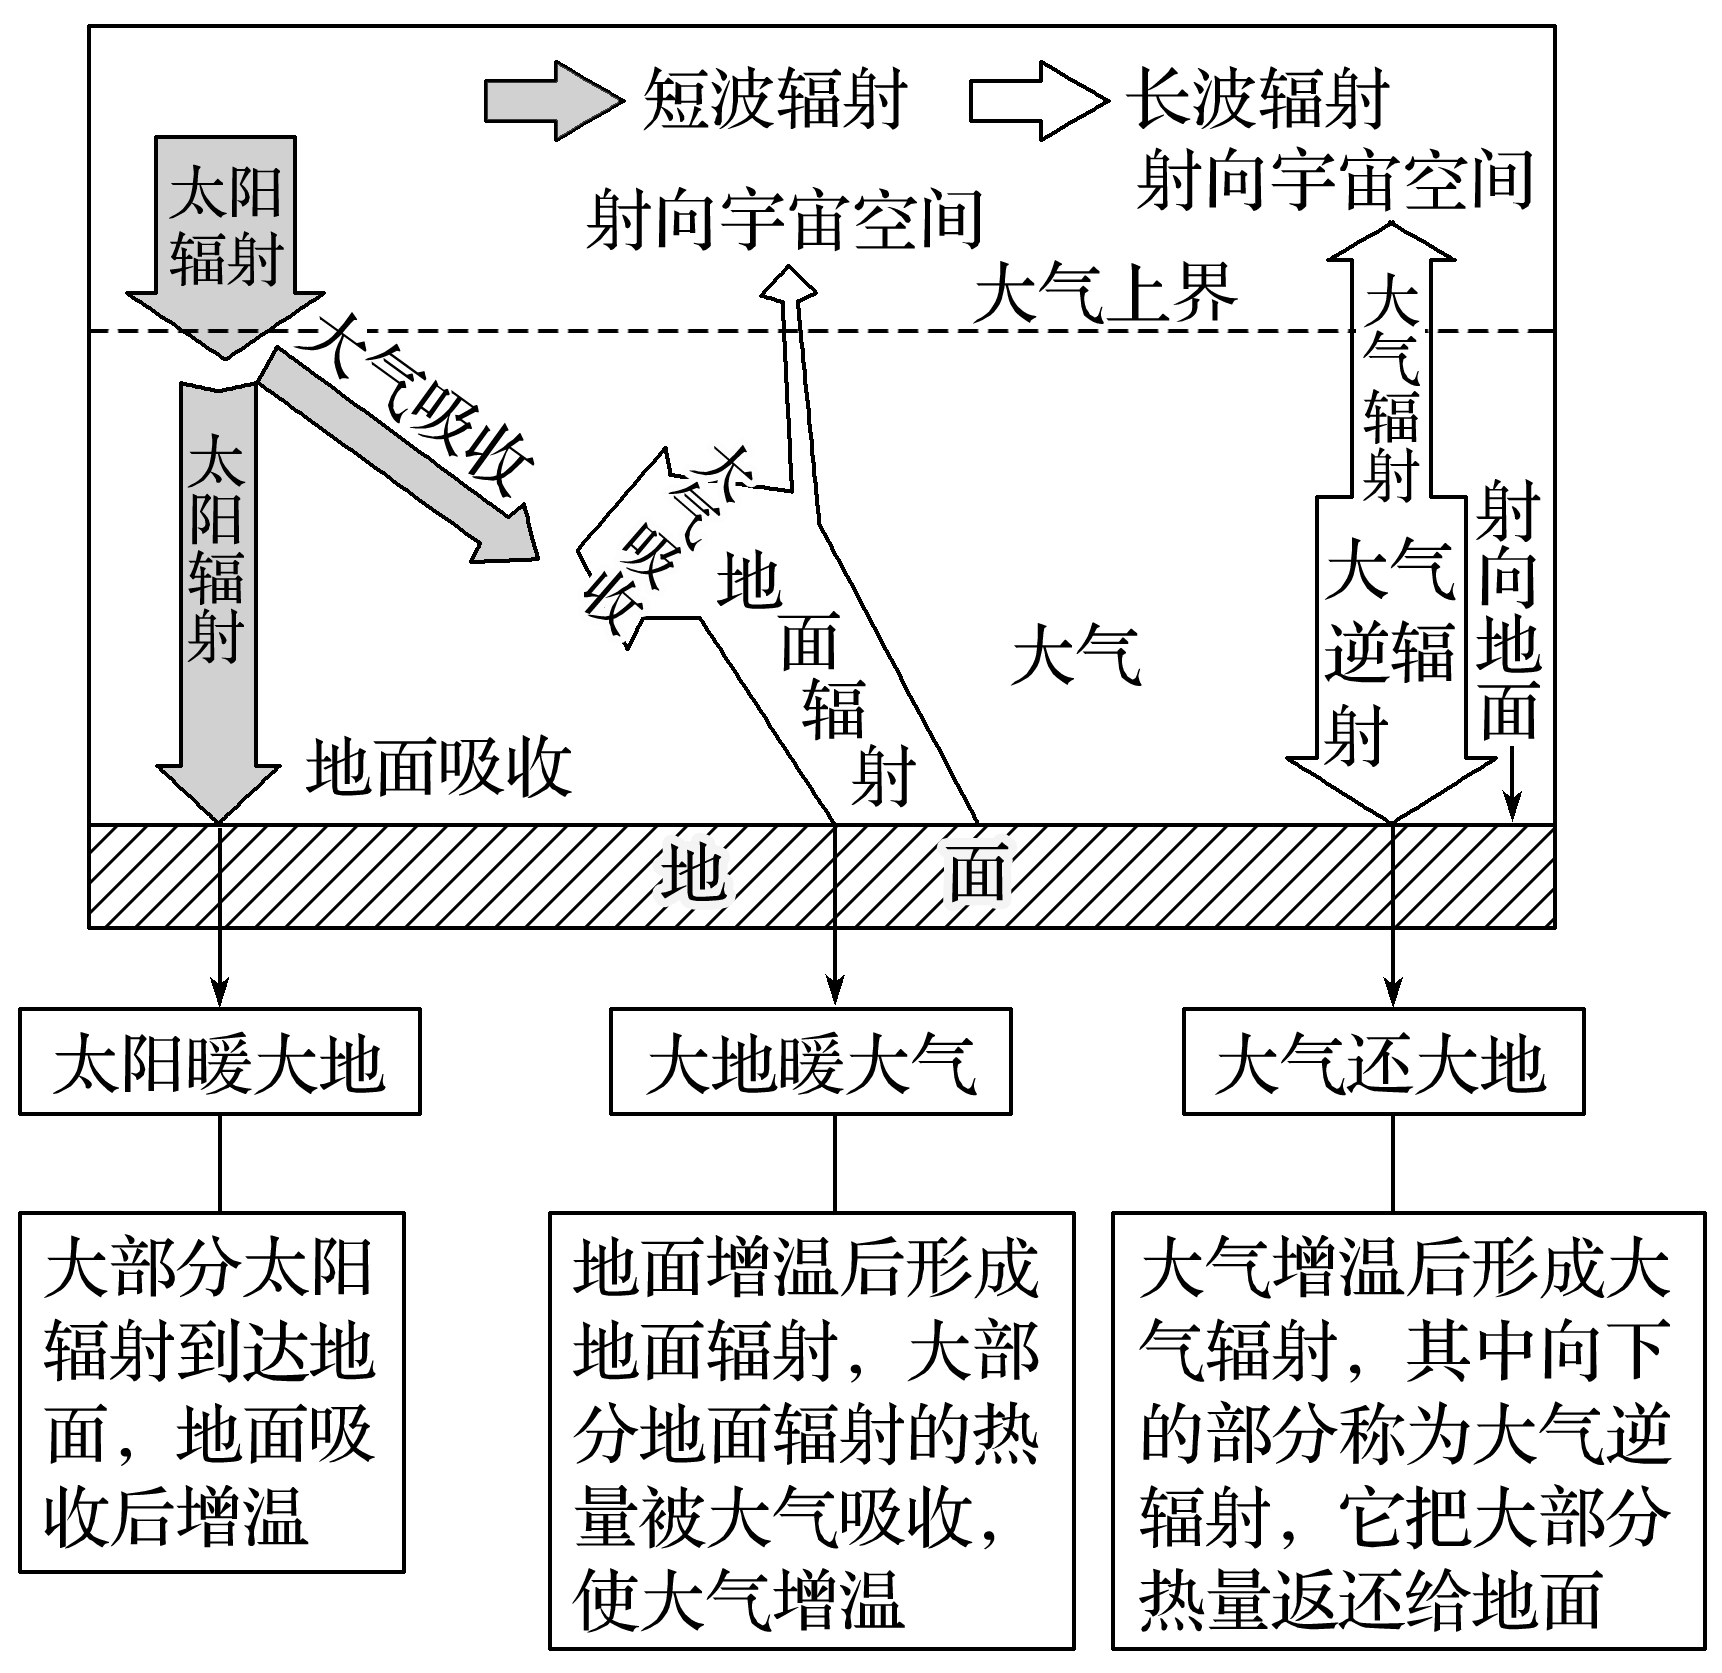 短波辐射
长波辐射
太阳
辐射
射向宇宙空间
射向宇宙空间
大气上界
大气吸收
太阳辐射
地面吸收
大气吸收
地面辐射
大气
大气辐射
大气
逆辐
射
射向地面
地面
太阳暖大地
大地暖大气
大气还大地
大部分太阳
辐射到达地
面，地面吸
收后增温
地面增温后形成
地面辐射，大部
分地面辐射的热
量被大气吸收，
使大气增温
大气增温后形成大
气辐射，其中向下
的部分称为大气逆
辐射，它把大部分
热量返还给地面